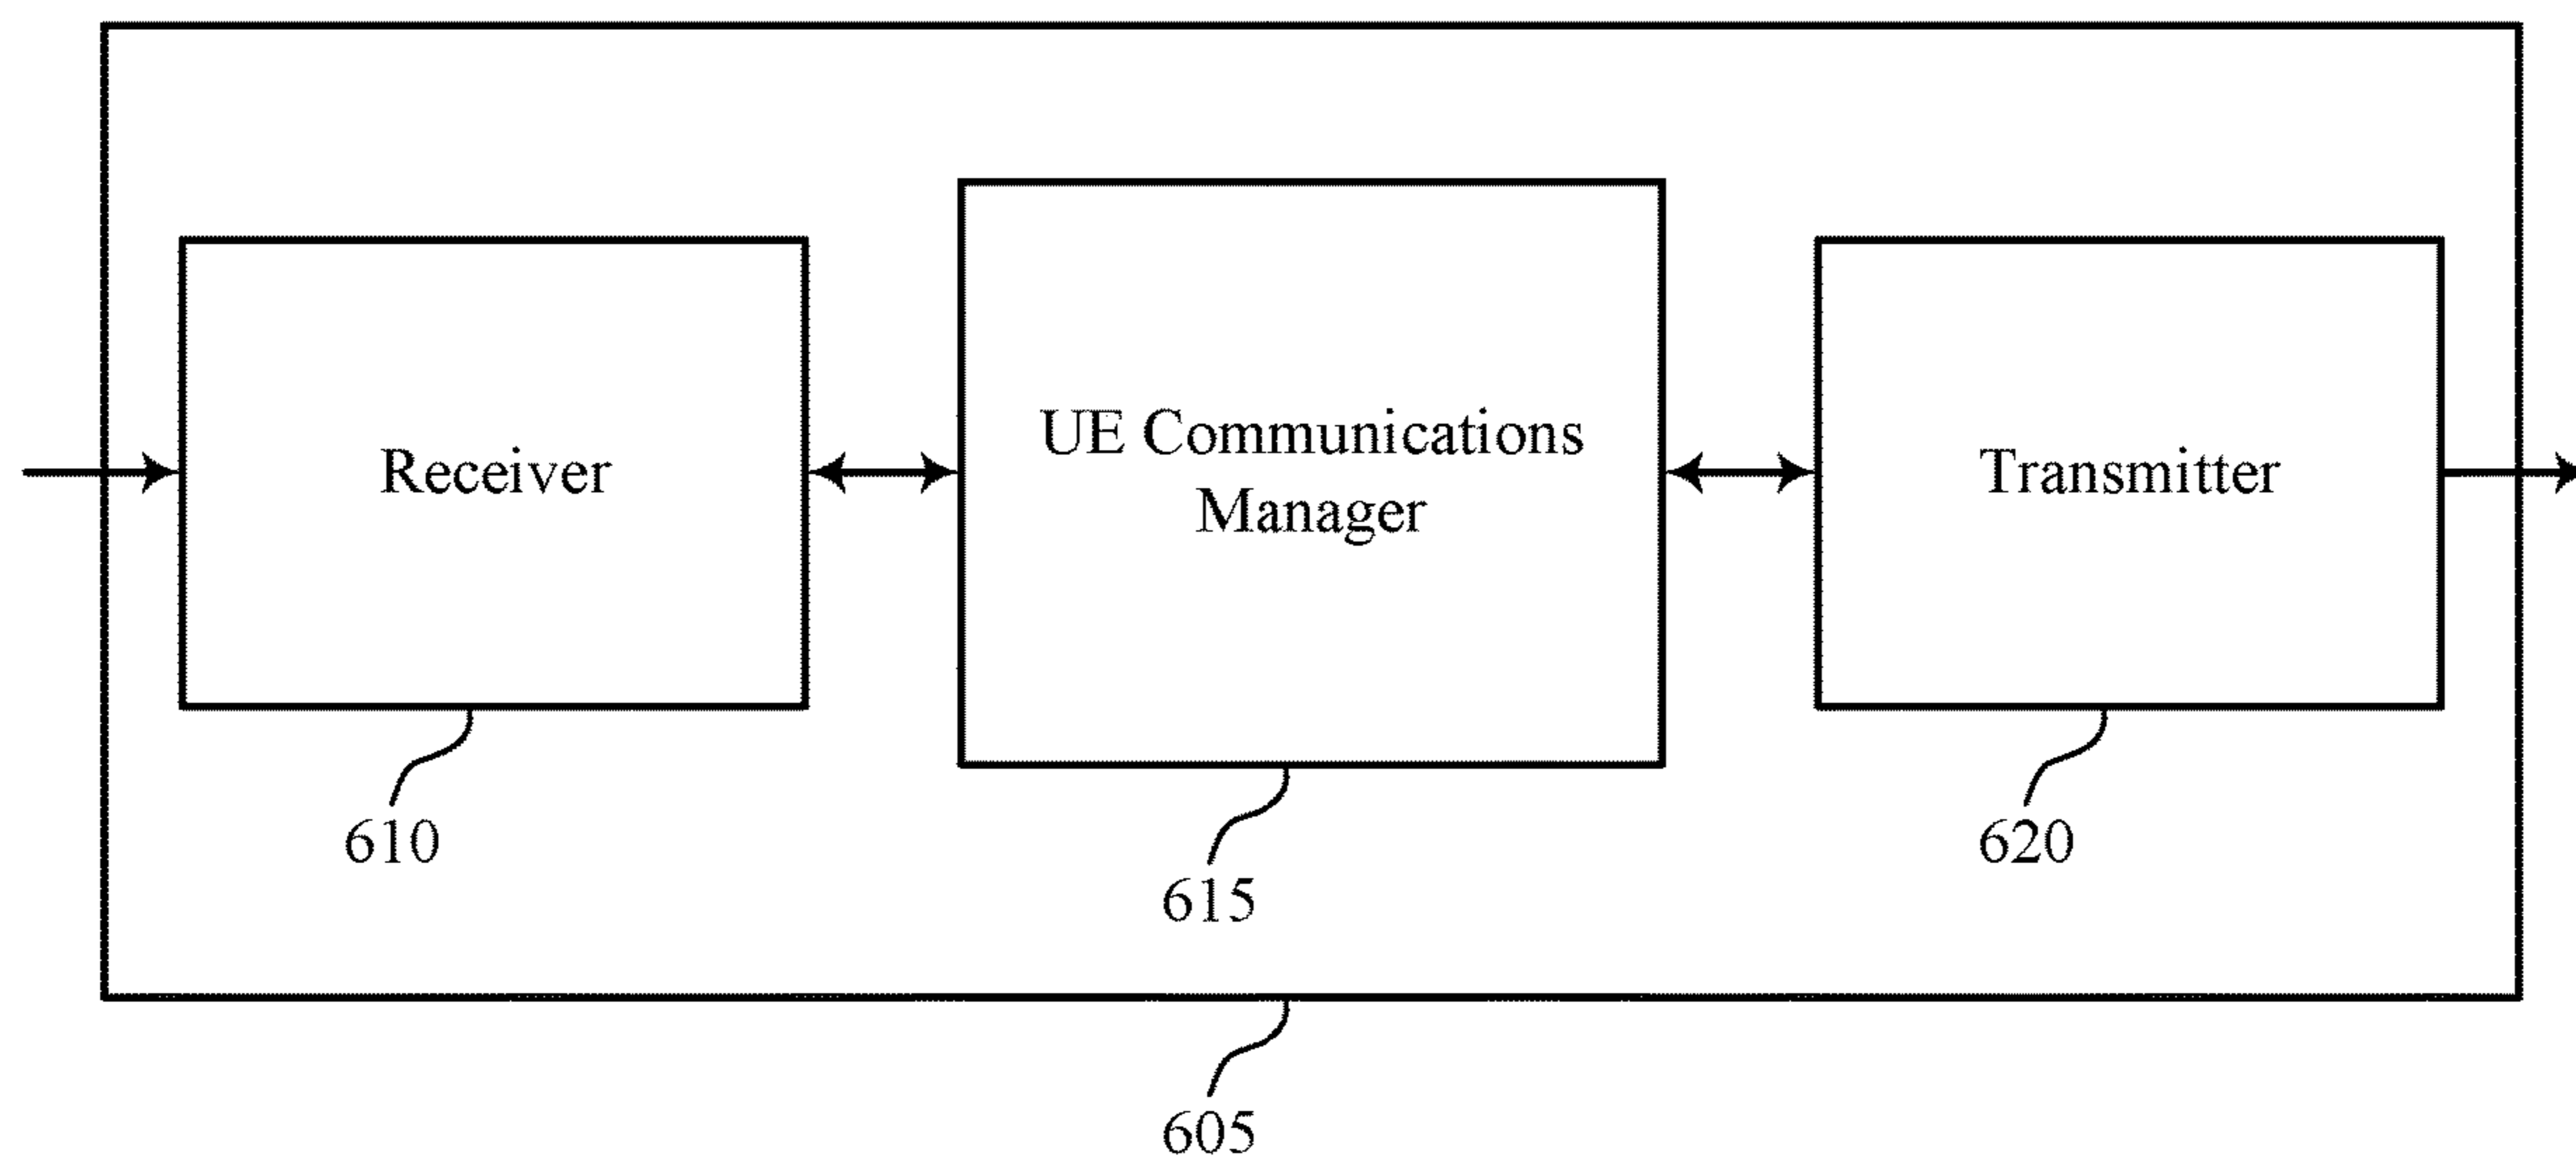 Receiver
UE Communications
Manager
Transmitter
610
615
620
605